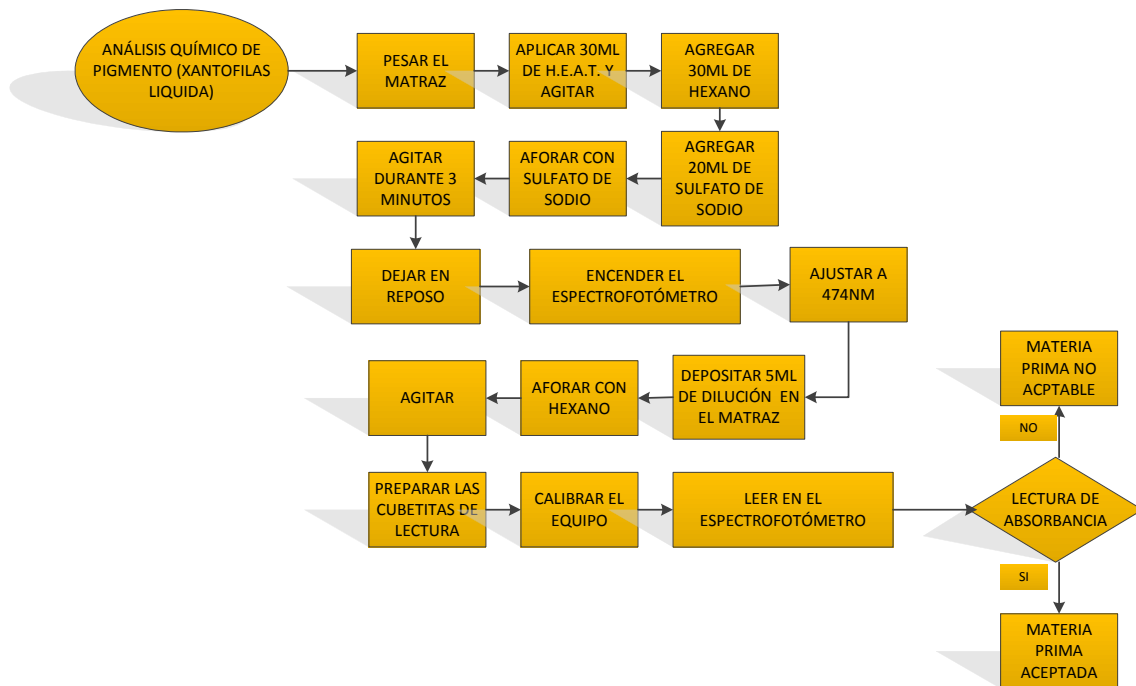 ANÁLISIS QUÍMICO DE
PIGMENTO (XANTOFILAS
LIQUIDA)
PESAR EL
MATRAZ
APLICAR 30ML
DE H.E.A.T. Y
AGITAR
AGREGAR
30ML DE
HEXANO
AGREGAR
20ML DE
SULFATO DE
SODIO
AFORAR CON
SULFATO DE
SODIO
AGITAR
DURANTE 3
MINUTOS
DEJAR EN
REPOSO
ENCENDER EL
ESPECTROFOTÓMETRO
AJUSTAR A
474NM
DEPOSITAR 5ML
DE DILUCIÓN EN
EL MATRAZ
AFORAR CON
HEXANO
AGITAR
PREPARAR LAS
CUBETITAS DE
LECTURA
CALIBRAR EL
EQUIPO
LEER EN EL
ESPECTROFOTÓMETRO
LECTURA DE
ABSORBANCIA
NO
MATERIA
PRIMA NO
ACPTABLE
SI
MATERIA
PRIMA
ACEPTADA